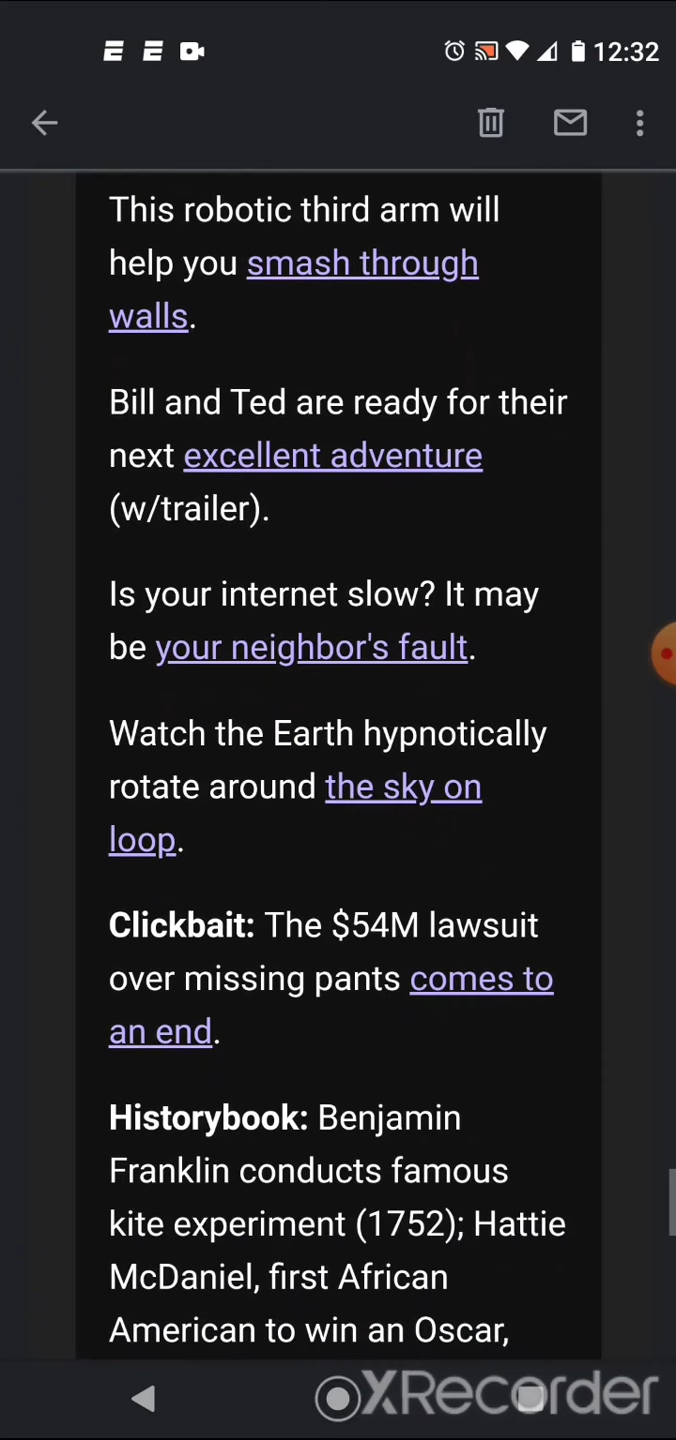 12:32
This robotic third arm will
help you smash through
walls.
Bill and Ted are ready for their
next excellent adventure
(w/trailer).
Is your internet slow? It may
be your neighbor's fault.
Watch the Earth hypnotically
rotate around the sky on
loop.
Clickbait: The $54M lawsuit
over missing pants comes to
an end.
Historybook: Benjamin
Franklin conducts famous
kite experiment (1752); Hattie
McDaniel, first African
American to win an Oscar,
XRecorder